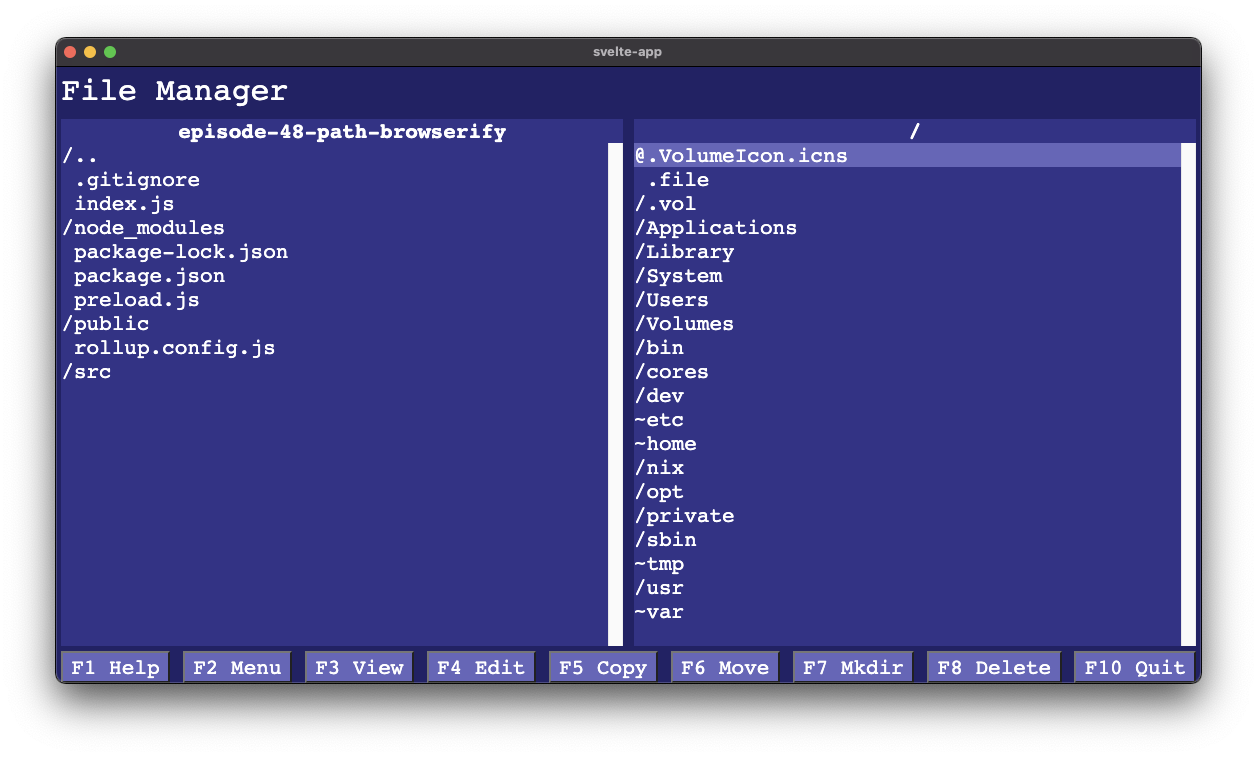 svelte-app
File Manager
episode-48-path-browserify
/..
.gitignore
index.js
/node_modules
package-lock.json
package.json
preload.js
/public
rollup.config.js
/src
/
@.VolumeIcon.icns
.file
/.vol
/Applications
/Library
/System
/Users
/Volumes
/bin
/cores
/dev
~etc
~home
/nix
/opt
/private
/sbin
~tmp
/usr
~var
F1 Help F2 Menu F3 View F4 Edit F5 Copy F6 Move F7 Mkdir F8 Delete F10 Quit